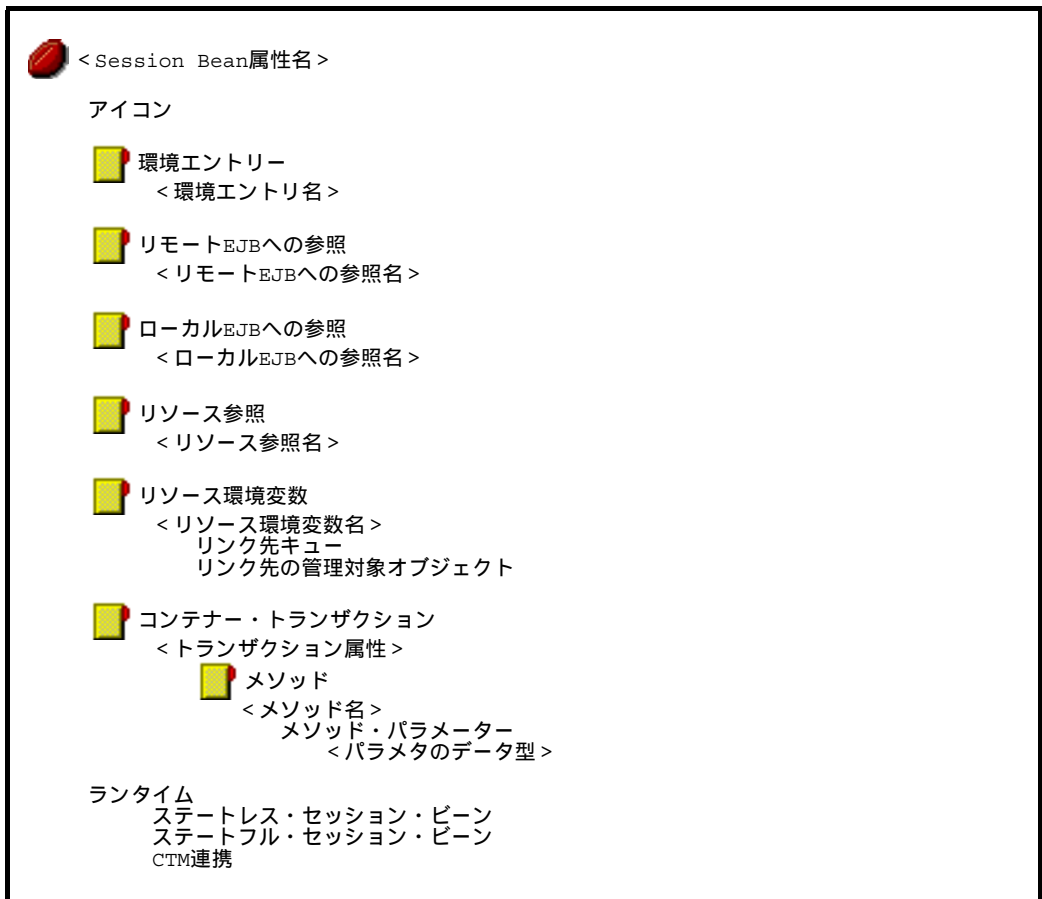 <Session Bean属性名>
アイコン
環境エントリー
<環境エントリ名>
リモートEJBへの参照
<リモートEJBへの参照名>
ローカルEJBへの参照
<ローカルEJBへの参照名>
リソース参照
<リソース参照名>
リソース環境変数
<リソース環境変数名>
リンク先キュー
リンク先の管理対象オブジェクト
コンテナー・トランザクション
<トランザクション属性>
メソッド
<メソッド名>
メソッド・パラメーター
<パラメタのデータ型>
ランタイム
ステートレス・セッション・ビーン
ステートフル・セッション・ビーン
CTM連携